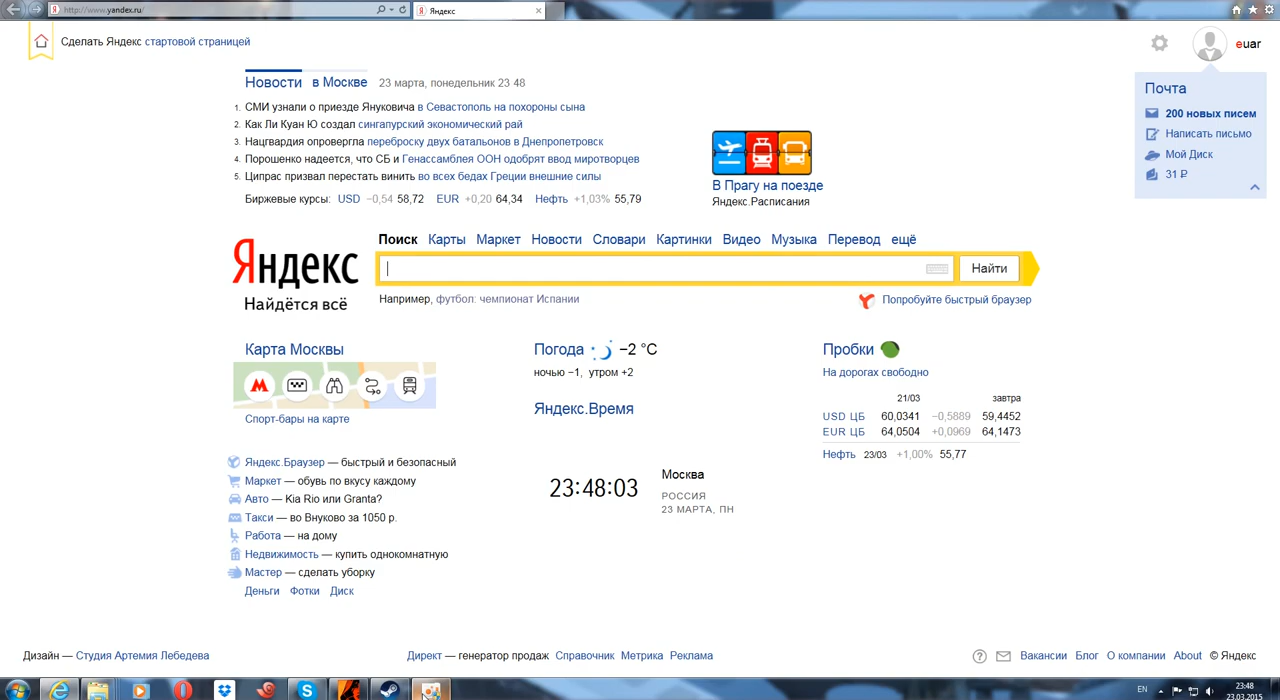 http://www.yandex.ru/
Яндекс
Сделать Яндекс стартовой страницей
euar
Новости в Москве 23 марта, понедельник 23 48
1. СМИ узнали о приезде Януковича в Севастополь на похороны сына
2. Как Ли Куан Ю создал сингапурский экономический рай
3. Нацгвардия опровергла переброску двух батальонов в Днепропетровск
4. Порошенко надеется, что СБ и Генассамблея ООН одобрят ввод миротворцев
5. Ципрас призвал перестать винить во всех бедах Греции внешние силы
Биржевые курсы: USD −0,54 58,72 EUR +0,20 64,34 Нефть +1,03% 55,79
В Прагу на поезде
Яндекс.Расписания
Почта
200 новых писем
Написать письмо
Мой Диск
31 ₽
Поиск Карты Маркет Новости Словари Картинки Видео Музыка Перевод ещё
Яндекс
Найдётся всё
Найти
Например, футбол: чемпионат Испании
Попробуйте быстрый браузер
Карта Москвы
Спорт-бары на карте
Погода −2 °C
ночью −1, утром +2
Яндекс.Время
23:48:03
Москва
РОССИЯ
23 МАРТА, ПН
Пробки
На дорогах свободно
21/03 завтра
USD ЦБ 60,0341 −0,5889 59,4452
EUR ЦБ 64,0504 +0,0969 64,1473
Нефть 23/03 +1,00% 55,77
Яндекс.Браузер — быстрый и безопасный
Маркет — обувь по вкусу каждому
Авто — Kia Rio или Granta?
Такси — во Внуково за 1050 р.
Работа — на дому
Недвижимость — купить однокомнатную
Мастер — сделать уборку
Деньги Фотки Диск
Дизайн — Студия Артемия Лебедева
Директ — генератор продаж Справочник Метрика Реклама
Вакансии Блог О компании About © Яндекс
EN
23:48
23.03.2015